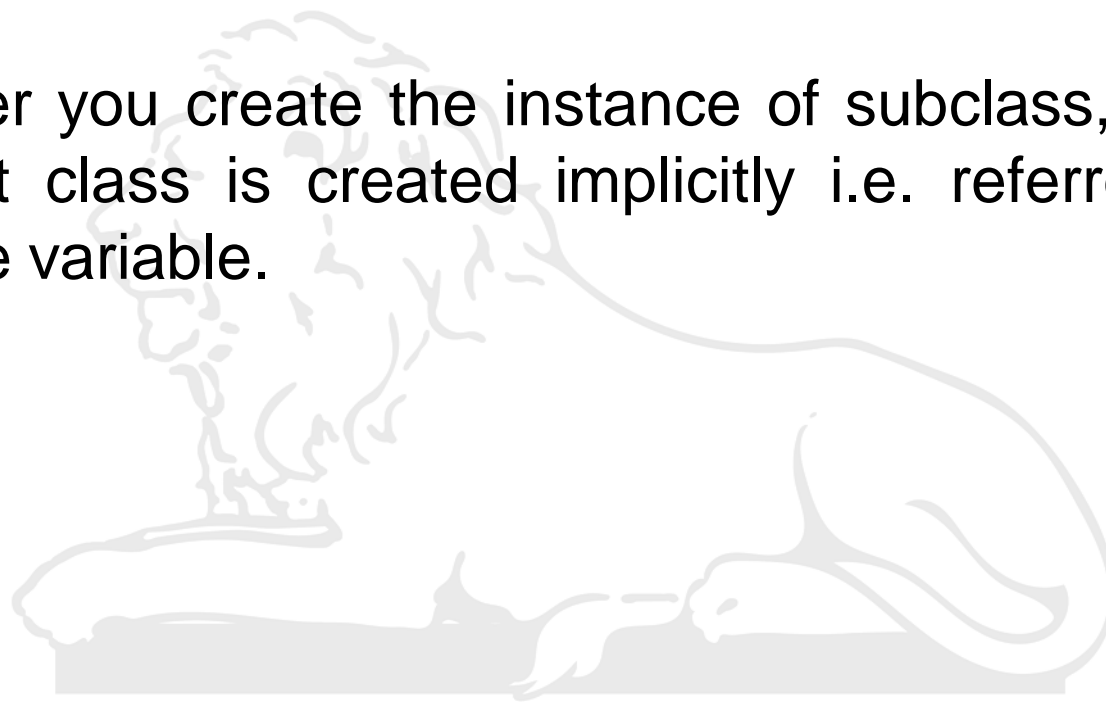 er you create the instance of subclass,
t class is created implicitly i.e. referr
e variable.